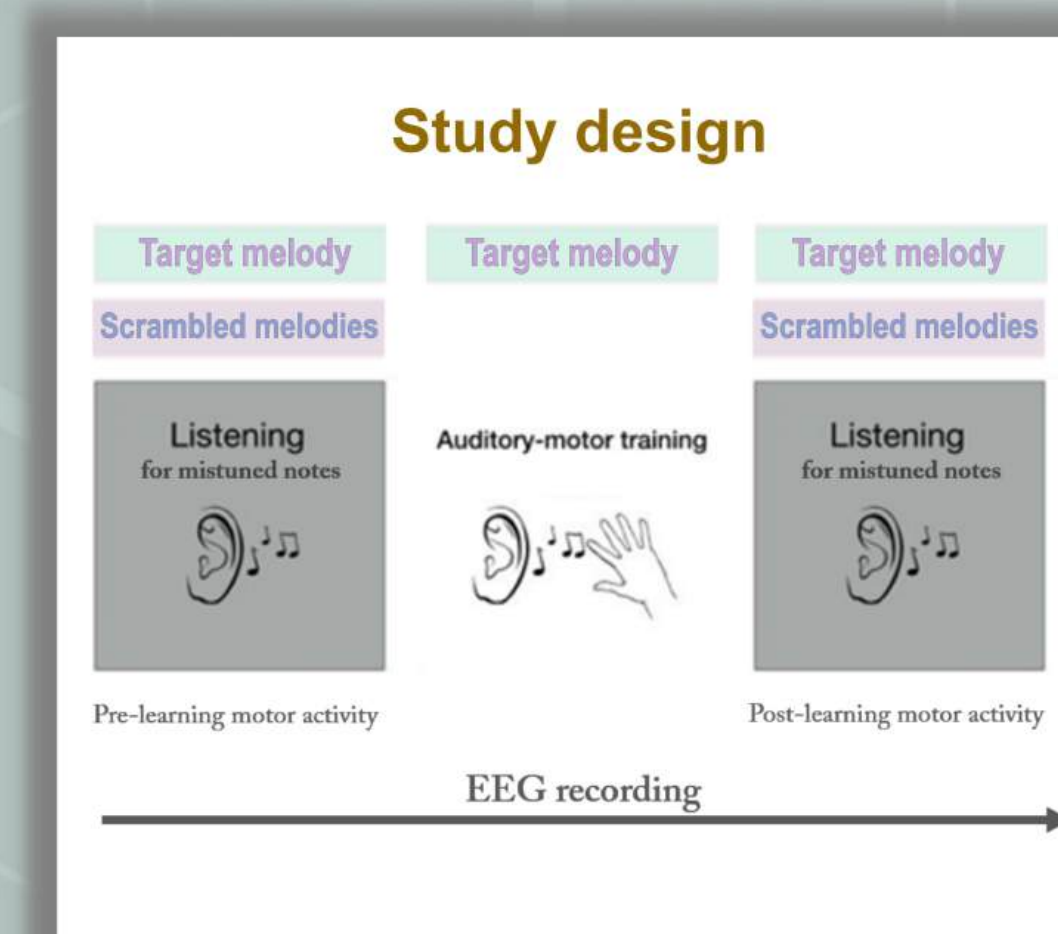 Study design
Target melody
Scrambled melodies
Listening
for mistuned notes
Pre-learning motor activity
Target melody
Auditory-motor training
Target melody
Scrambled melodies
Listening
for mistuned notes
Post-learning motor activity
EEG recording